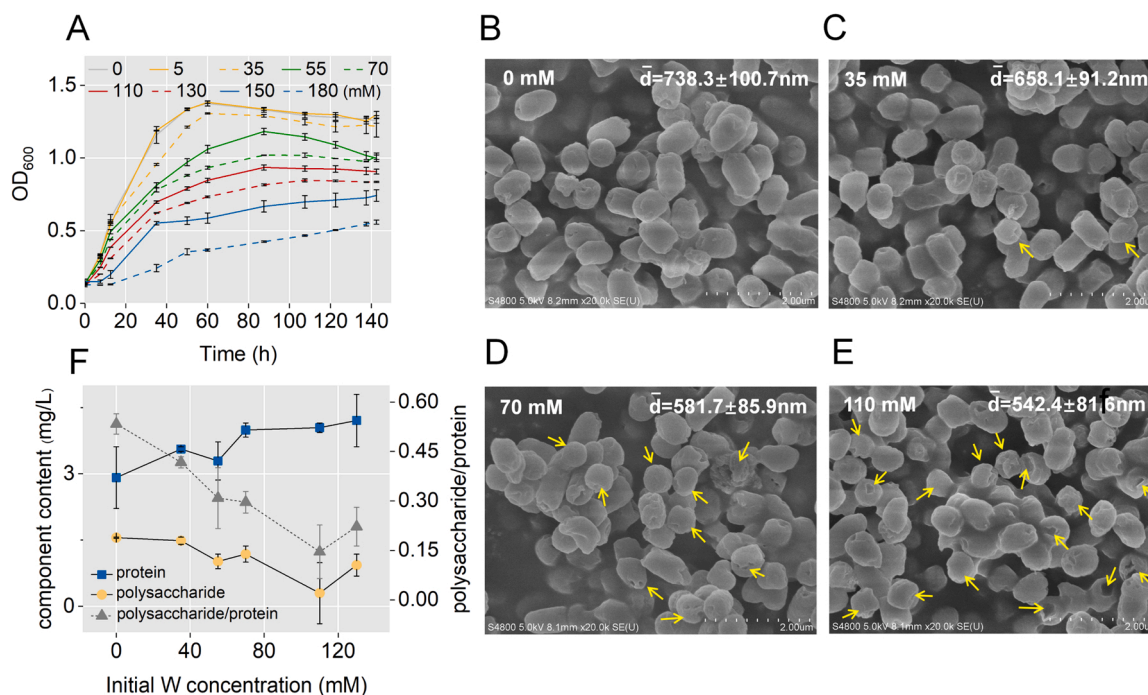 A
0 5 35 55 70
110 130 150 180 (mM)
1.5
1.0
0.5
0.0
OD600
0 20 40 60 80 100 120 140
Time (h)
B
0 mM d̄=738.3±100.7nm
S4800 5.0kV 8.2mm x20.0k SE(U) 2.00um
C
35 mM d̄=658.1±91.2nm
S4800 5.0kV 8.2mm x20.0k SE(U) 2.00u
D
70 mM d̄=581.7±85.9nm
S4800 5.0kV 8.1mm x20.0k SE(U) 2.00um
E
f
110 mM d̄=542.4±81.6nm
S4800 5.0kV 8.1mm x20.0k SE(U) 2.00u
F
component content (mg/L)
3
0
0.60
0.45
0.30
0.15
0.00
polysaccharide/protein
protein
polysaccharide
polysaccharide/protein
0 40 80 120
Initial W concentration (mM)